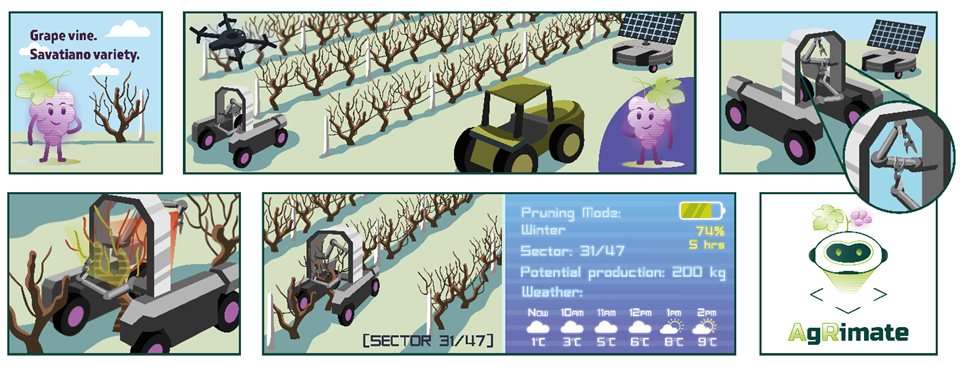 Grape vine.
Savatiano variety.
Pruning Mode:
Winter
74%
5 hrs
Sector: 31/47
Potential production: 200 kg
Weather:
Now 10AM 11AM 12PM 1PM 2PM
1°C 3°C 5°C 6°C 8°C 9°C
[SECTOR 31/47]
AgRimate